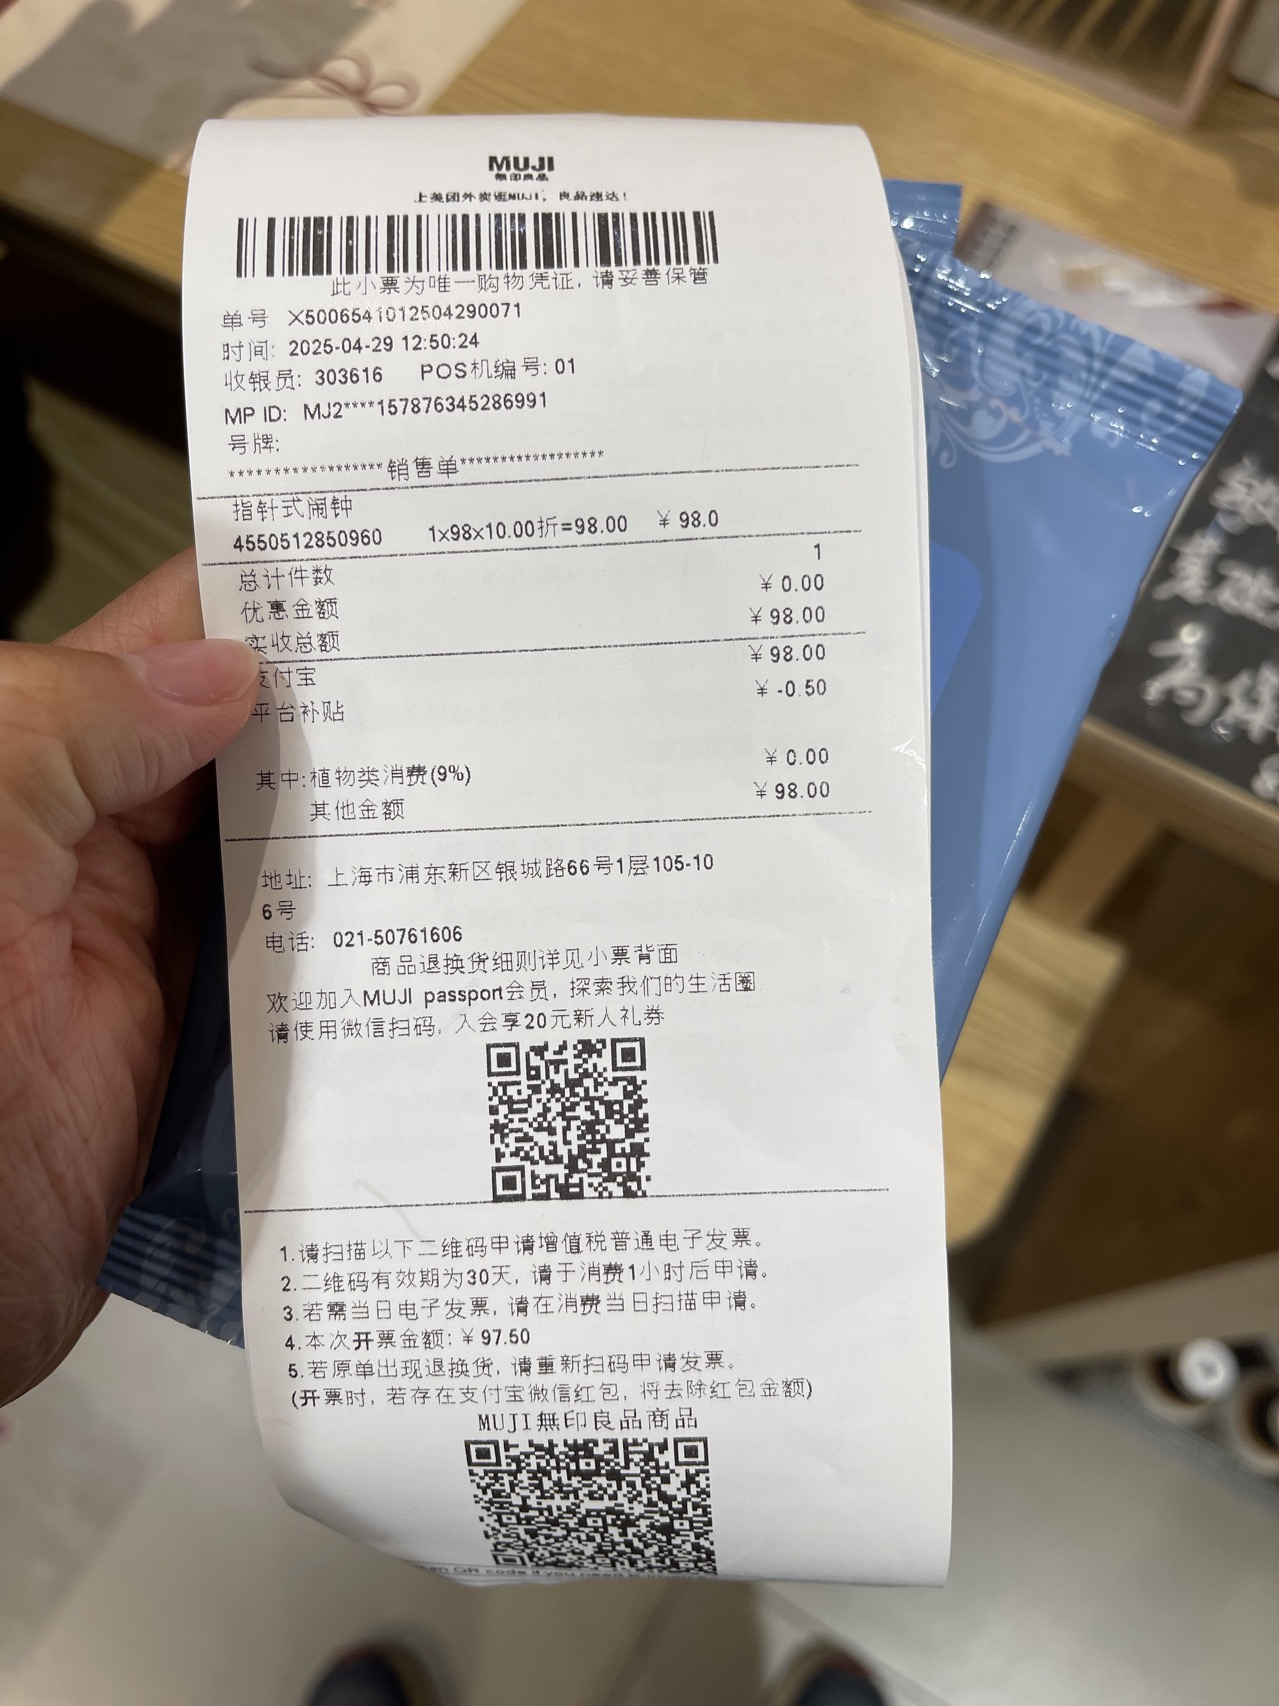 MUJI
無印良品
上美团外卖逛MUJI，良品速达！
此小票为唯一购物凭证，请妥善保管
单号 X5006541012504290071
时间: 2025-04-29 12:50:24
收银员: 303616 POS机编号: 01
MP ID: MJ2****157876345286991
号牌:
******************销售单******************
指针式闹钟
4550512850960 1x98x10.00折=98.00 ¥ 98.0
总计件数 1
优惠金额 ¥ 0.00
实收总额 ¥ 98.00
支付宝 ¥ 98.00
平台补贴 ¥ -0.50
其中:植物类消费(9%) ¥ 0.00
其他金额 ¥ 98.00
地址: 上海市浦东新区银城路66号1层105-10
6号
电话: 021-50761606
商品退换货细则详见小票背面
欢迎加入MUJI passport会员，探索我们的生活圈
请使用微信扫码，入会享20元新人礼券
1.请扫描以下二维码申请增值税普通电子发票。
2.二维码有效期为30天，请于消费1小时后申请。
3.若需当日电子发票，请在消费当日扫描申请。
4.本次开票金额: ¥ 97.50
5.若原单出现退换货，请重新扫码申请发票。
(开票时，若存在支付宝微信红包，将去除红包金额)
MUJI無印良品商品
QR code if you need